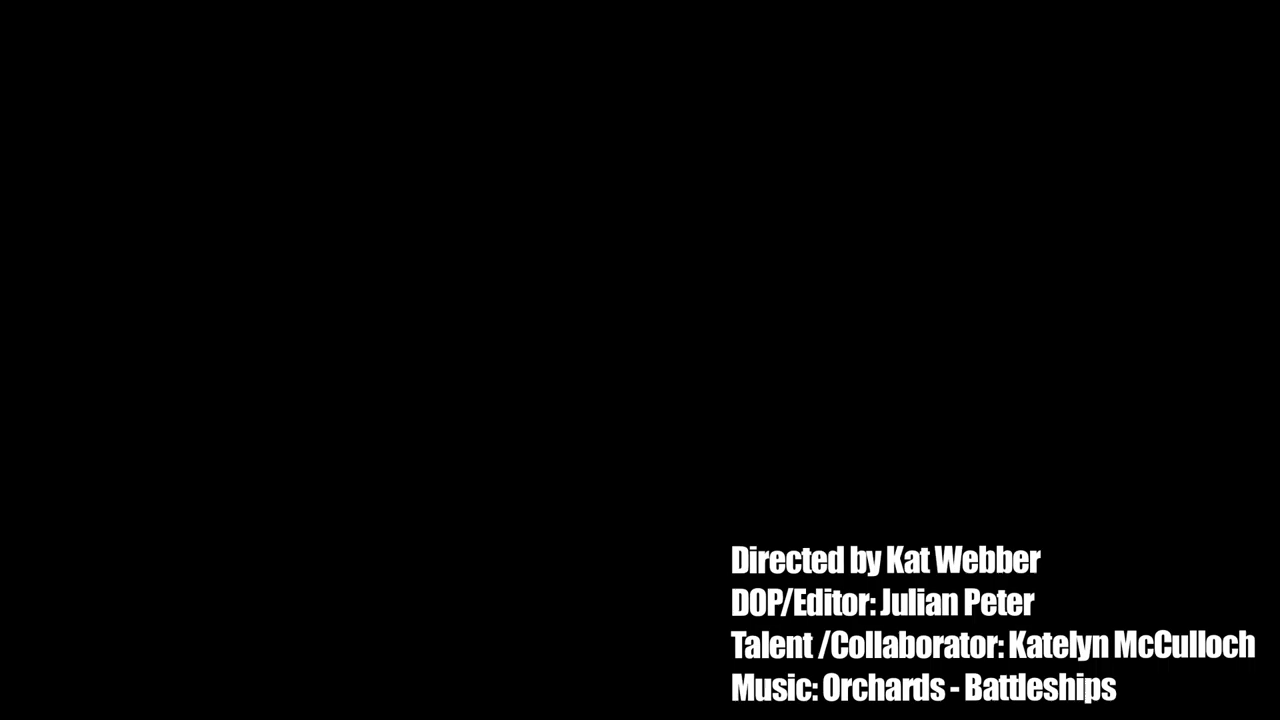 Directed by Kat Webber
DOP/Editor: Julian Peter
Talent /Collaborator: Katelyn McCulloch
Music: Orchards - Battleships